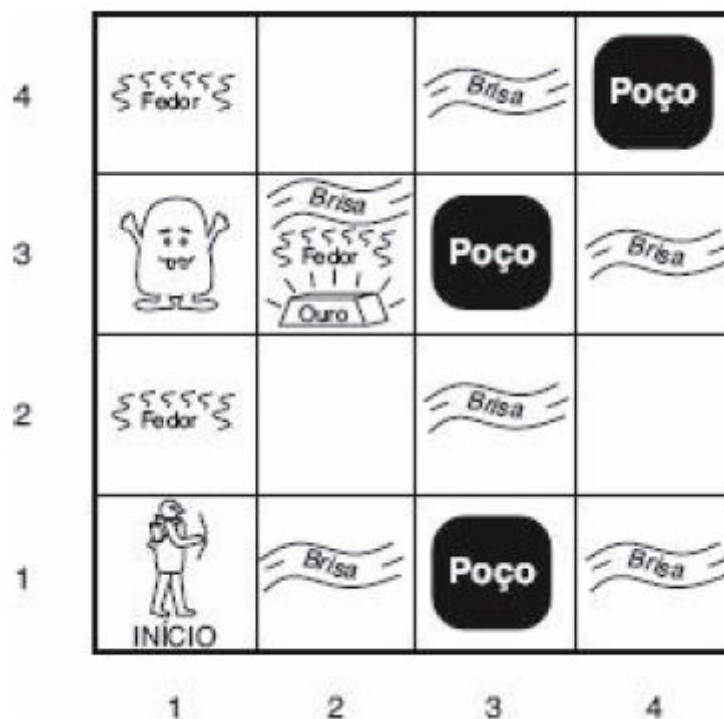 4
Fedor
Brisa
Poço
3
Brisa
Fedor
Ouro
Poço
Brisa
2
Fedor
Brisa
1
INÍCIO
Brisa
Poço
Brisa
1 2 3 4